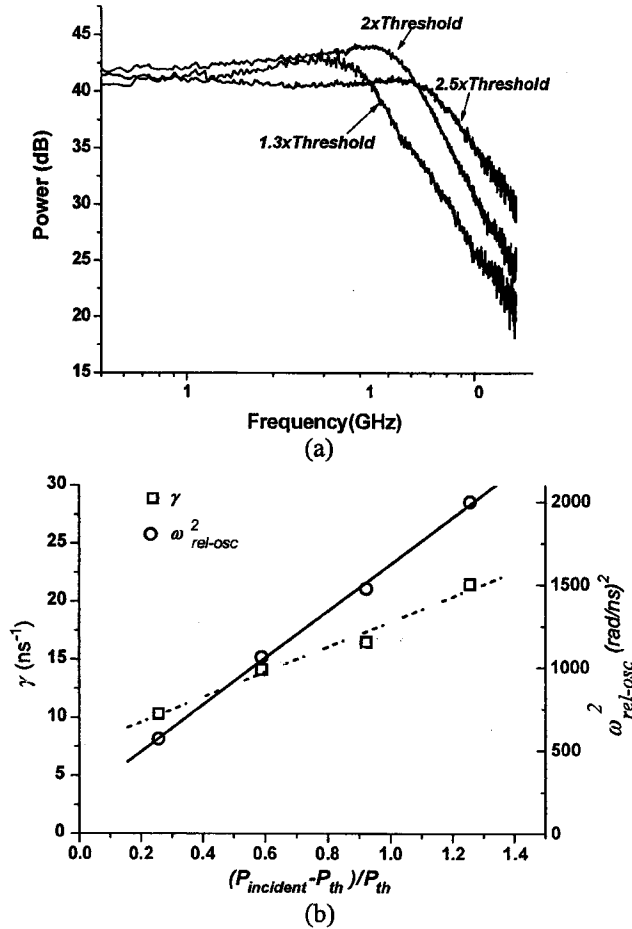 45
40
35
30
25
20
15
Power (dB)
2xThreshold
2.5xThreshold
1.3xThreshold
1
1
0
Frequency(GHz)
(a)
30
25
20
15
10
5
0
γ (ns⁻¹)
γ
ω²rel-osc
2000
1500
1000
500
0
ω²rel-osc (rad/ns)²
0.0 0.2 0.4 0.6 0.8 1.0 1.2 1.4
(Pincident-Pth)/Pth
(b)